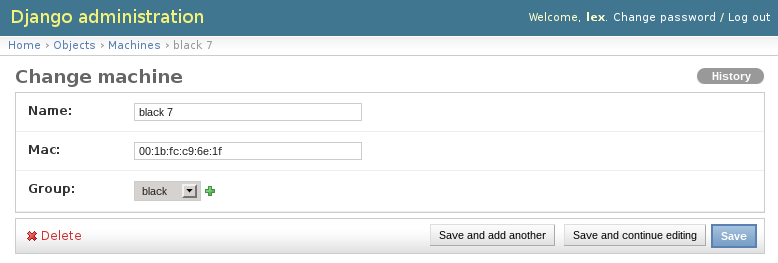 Django administration
Welcome, lex. Change password / Log out
Home › Objects › Machines › black 7
Change machine
History
Name:
black 7
Mac:
00:1b:fc:c9:6e:1f
Group:
black
Delete
Save and add another
Save and continue editing
Save